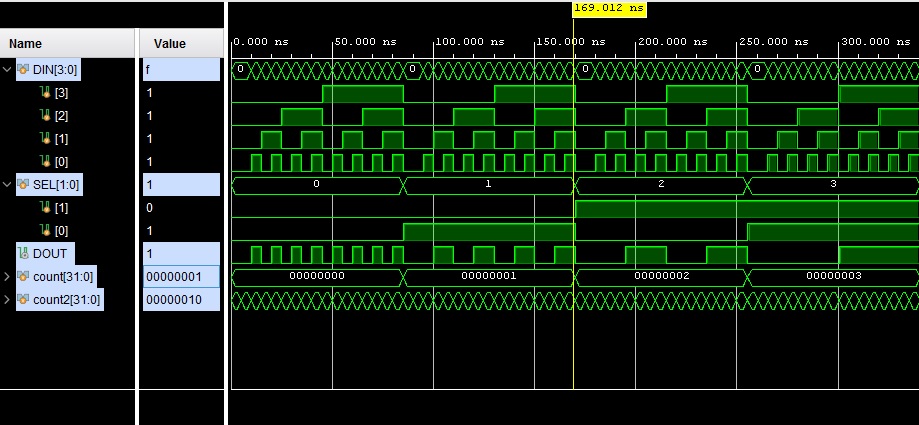 169.012 ns
Name Value
0.000 ns 50.000 ns 100.000 ns 150.000 ns 200.000 ns 250.000 ns 300.000 ns
DIN[3:0] f 0 0 0 0
[3] 1
[2] 1
[1] 1
[0] 1
SEL[1:0] 1 0 1 2 3
[1] 0
[0] 1
DOUT 1
count[31:0] 00000001 00000000 00000001 00000002 00000003
count2[31:0] 00000010